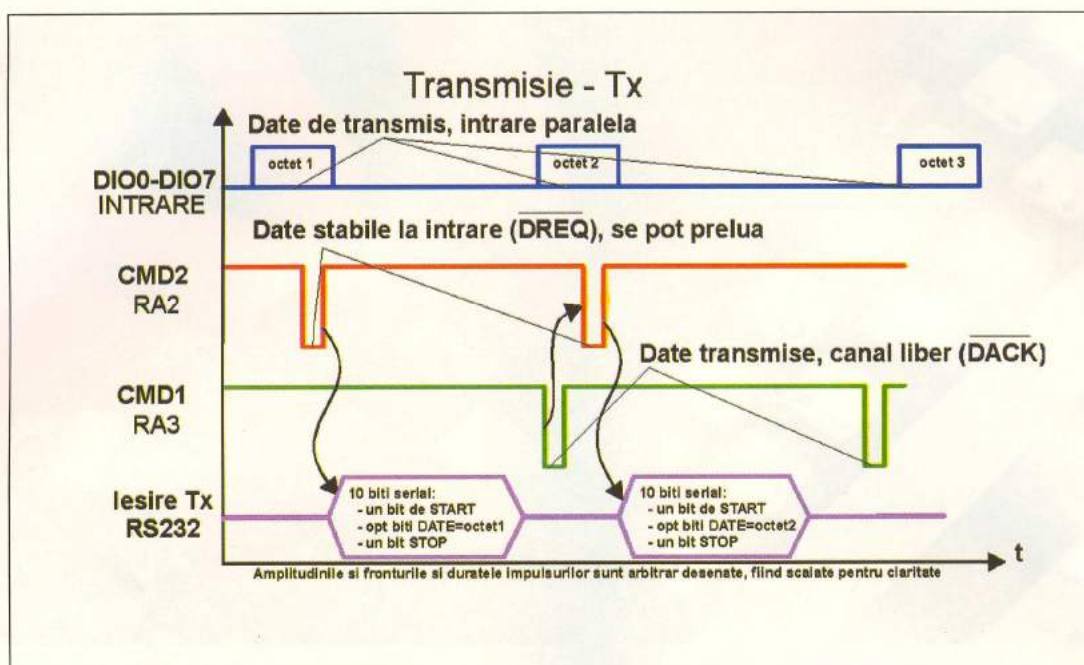 Transmisie - Tx
Date de transmis, intrare paralela
octet 1
octet 2
octet 3
DIO0-DIO7
INTRARE
Date stabile la intrare (DREQ), se pot prelua
CMD2
RA2
Date transmise, canal liber (DACK)
CMD1
RA3
Iesire Tx
RS232
10 biti serial:
- un bit de START
- opt biti DATE=octet1
- un bit STOP
10 biti serial:
- un bit de START
- opt biti DATE=octet2
- un bit STOP
t
Amplitudinile si fronturile si duratele impulsurilor sunt arbitrar desenate, fiind scalate pentru claritate